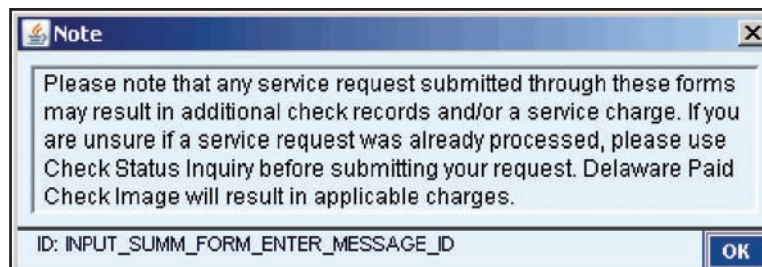 Note
Please note that any service request submitted through these forms
may result in additional check records and/or a service charge. If you
are unsure if a service request was already processed, please use
Check Status Inquiry before submitting your request. Delaware Paid
Check Image will result in applicable charges.
ID: INPUT_SUMM_FORM_ENTER_MESSAGE_ID
OK